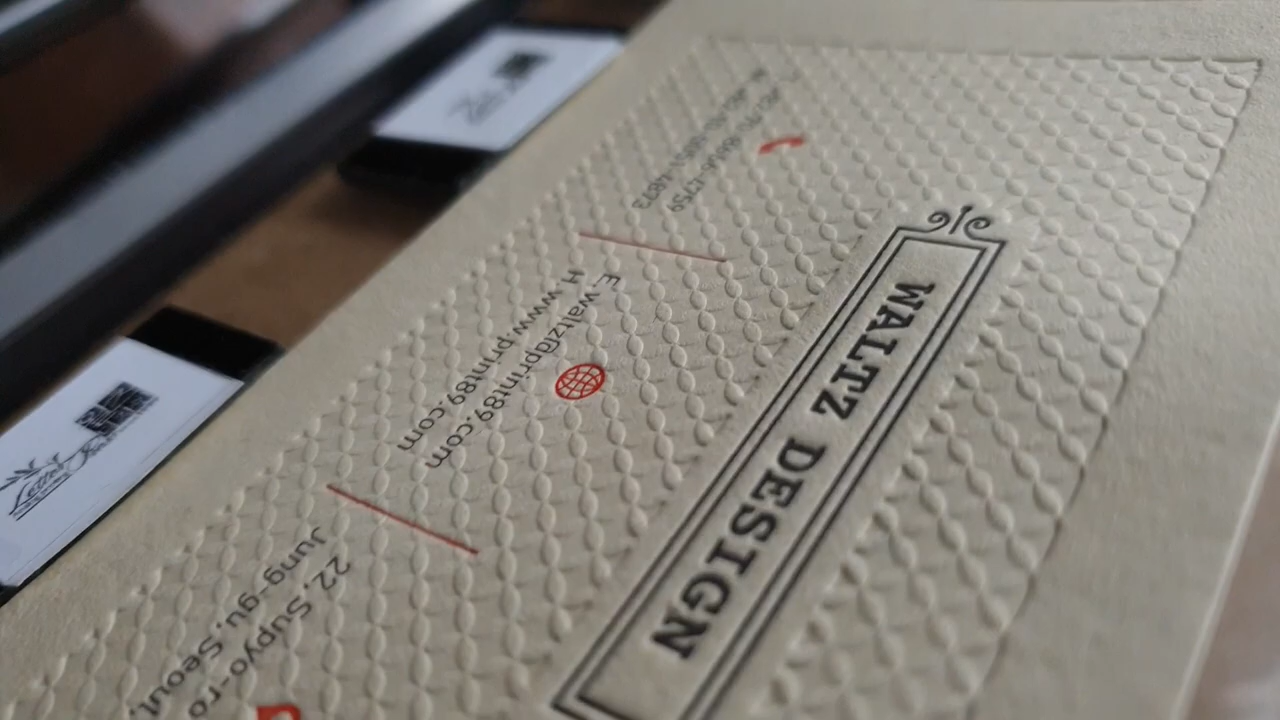 WALTZ DESIGN
E. waltz@print89.com
H. www.print89.com
22, Supyo-ro
Jung-gu, Seoul,